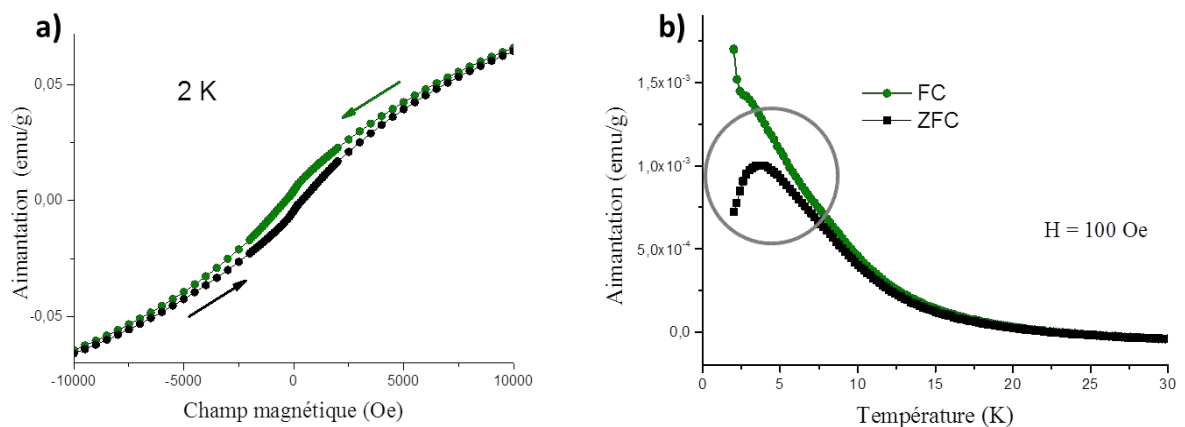 a)
0,05
0,00
-0,05
Aimantation (emu/g)
2 K
-10000
-5000
0
5000
10000
Champ magnétique (Oe)
b)
1,5x10⁻³
1,0x10⁻³
5,0x10⁻⁴
0,0
Aimantation (emu/g)
FC
ZFC
H = 100 Oe
0
5
10
15
20
25
30
Température (K)